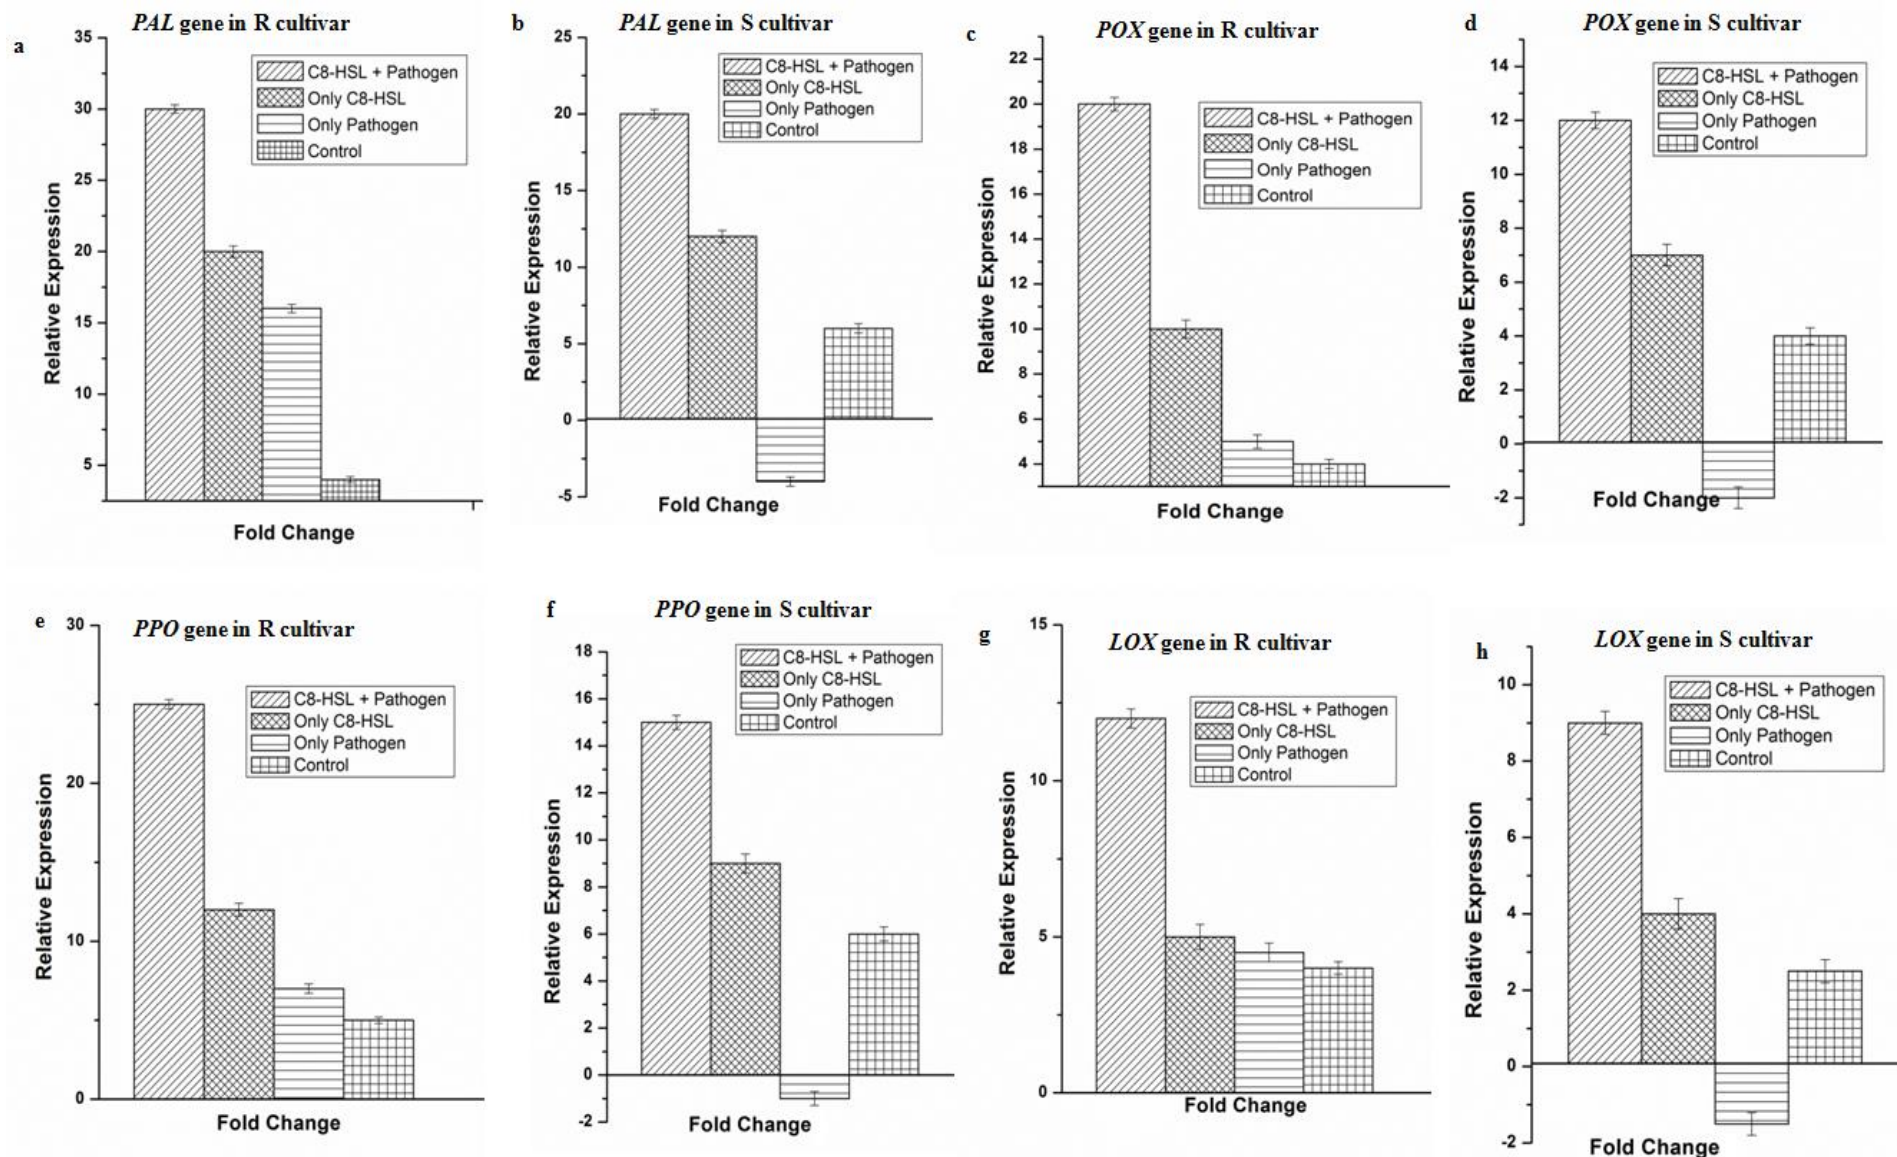 a
PAL gene in R cultivar
35
30
25
20
15
10
5
Relative Expression
C8-HSL + Pathogen
Only C8-HSL
Only Pathogen
Control
Fold Change
b
PAL gene in S cultivar
25
20
15
10
5
0
-5
Relative Expression
C8-HSL + Pathogen
Only C8-HSL
Only Pathogen
Control
Fold Change
c
POX gene in R cultivar
22
20
18
16
14
12
10
8
6
4
Relative Expression
C8-HSL + Pathogen
Only C8-HSL
Only Pathogen
Control
Fold Change
d
POX gene in S cultivar
14
12
10
8
6
4
2
0
-2
Relative Expression
C8-HSL + Pathogen
Only C8-HSL
Only Pathogen
Control
Fold Change
e
PPO gene in R cultivar
30
20
10
0
Relative Expression
C8-HSL + Pathogen
Only C8-HSL
Only Pathogen
Control
Fold Change
f
PPO gene in S cultivar
18
16
14
12
10
8
6
4
2
0
-2
Relative Expression
C8-HSL + Pathogen
Only C8-HSL
Only Pathogen
Control
Fold Change
g
LOX gene in R cultivar
15
10
5
0
Relative Expression
C8-HSL + Pathogen
Only C8-HSL
Only Pathogen
Control
Fold Change
h
LOX gene in S cultivar
10
8
6
4
2
0
-2
Relative Expression
C8-HSL + Pathogen
Only C8-HSL
Only Pathogen
Control
Fold Change